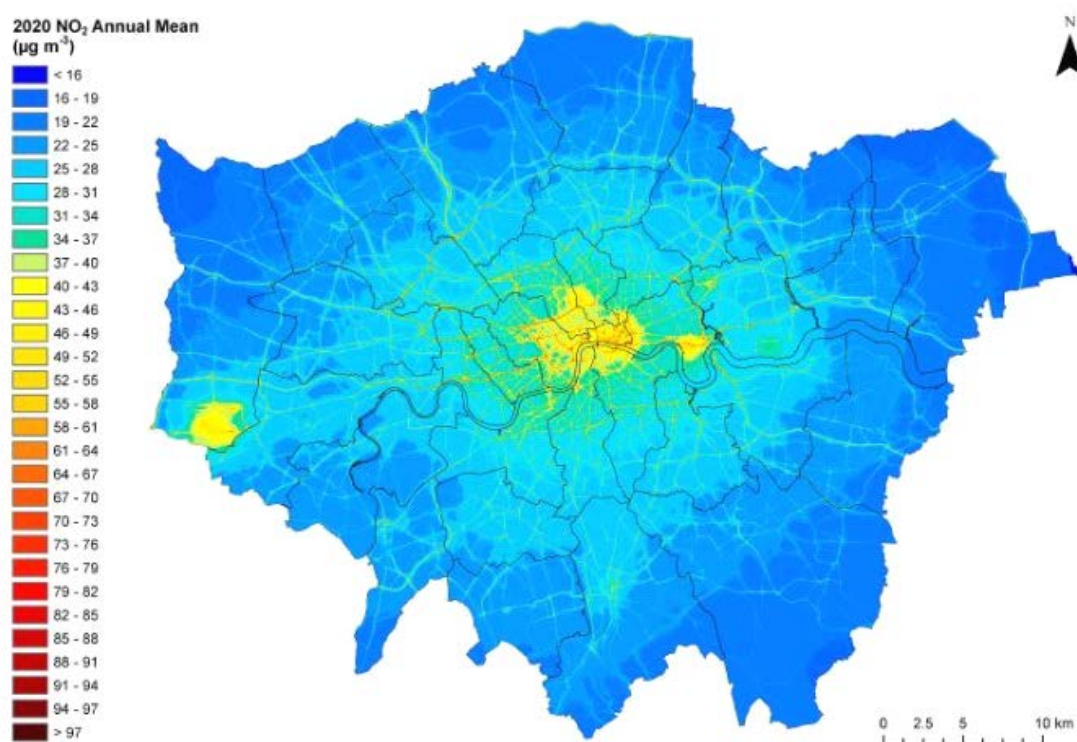 2020 NO₂ Annual Mean
(µg m⁻³)
< 16
16 - 19
19 - 22
22 - 25
25 - 28
28 - 31
31 - 34
34 - 37
37 - 40
40 - 43
43 - 46
46 - 49
49 - 52
52 - 55
55 - 58
58 - 61
61 - 64
64 - 67
67 - 70
70 - 73
73 - 76
76 - 79
79 - 82
82 - 85
85 - 88
88 - 91
91 - 94
94 - 97
> 97
N
0 2.5 5 10 km